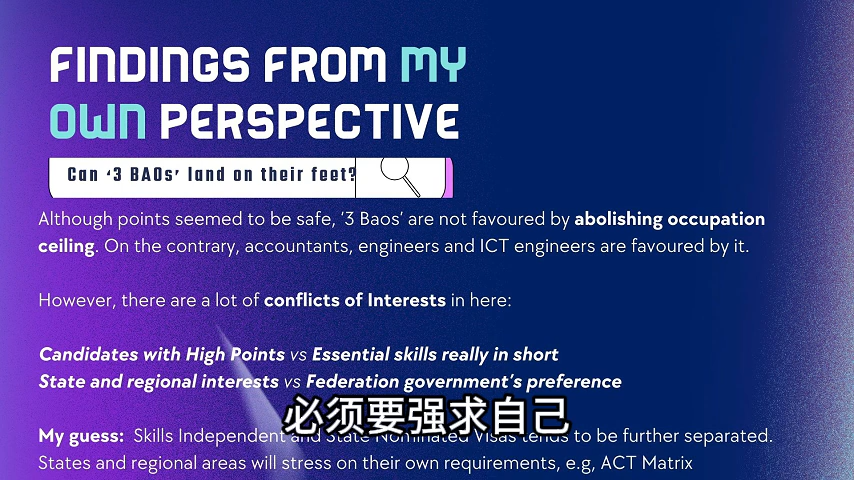 FINDINGS FROM MY
OWN PERSPECTIVE
Can ‘3 BAOs’ land on their feet?
Although points seemed to be safe, ‘3 Baos’ are not favoured by abolishing occupation
ceiling. On the contrary, accountants, engineers and ICT engineers are favoured by it.
However, there are a lot of conflicts of Interests in here:
Candidates with High Points vs Essential skills really in short
State and regional interests vs Federation government’s preference
My guess: Skills Independent and State Nominated Visas tends to be further separated.
必须要强求自己
States and regional areas will stress on their own requirements, e.g, ACT Matrix